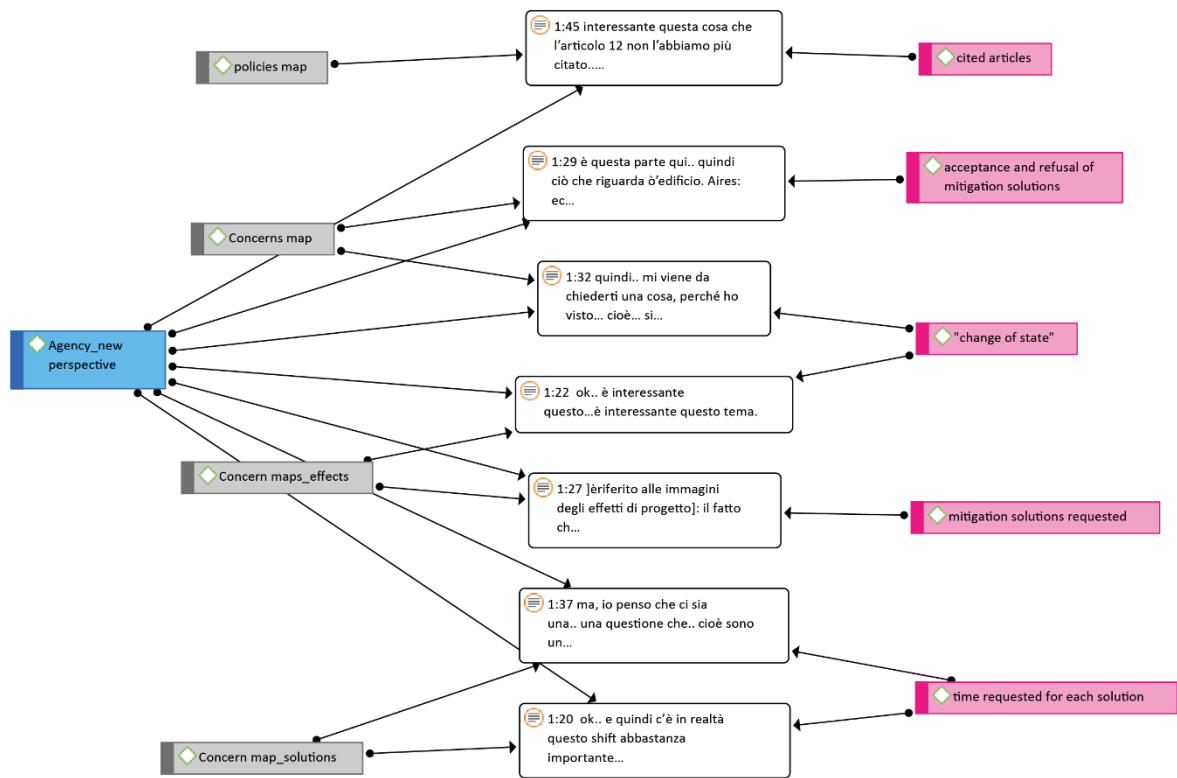 1:45 interessante questa cosa che
l'articolo 12 non l'abbiamo più
citato.....
policies map
cited articles
1:29 è questa parte qui.. quindi
ciò che riguarda ò'edificio. Aires:
ec...
acceptance and refusal of
mitigation solutions
Concerns map
1:32 quindi.. mi viene da
chiederti una cosa, perché ho
visto... cioè... si...
Agency_new
perspective
"change of state"
1:22 ok.. è interessante
questo...è interessante questo tema.
Concern maps_effects
1:27 ]èriferito alle immagini
degli effetti di progetto]: il fatto
ch...
mitigation solutions requested
1:37 ma, io penso che ci sia
una.. una questione che.. cioè sono
un...
time requested for each solution
1:20 ok.. e quindi c'è in realtà
questo shift abbastanza
importante...
Concern map_solutions